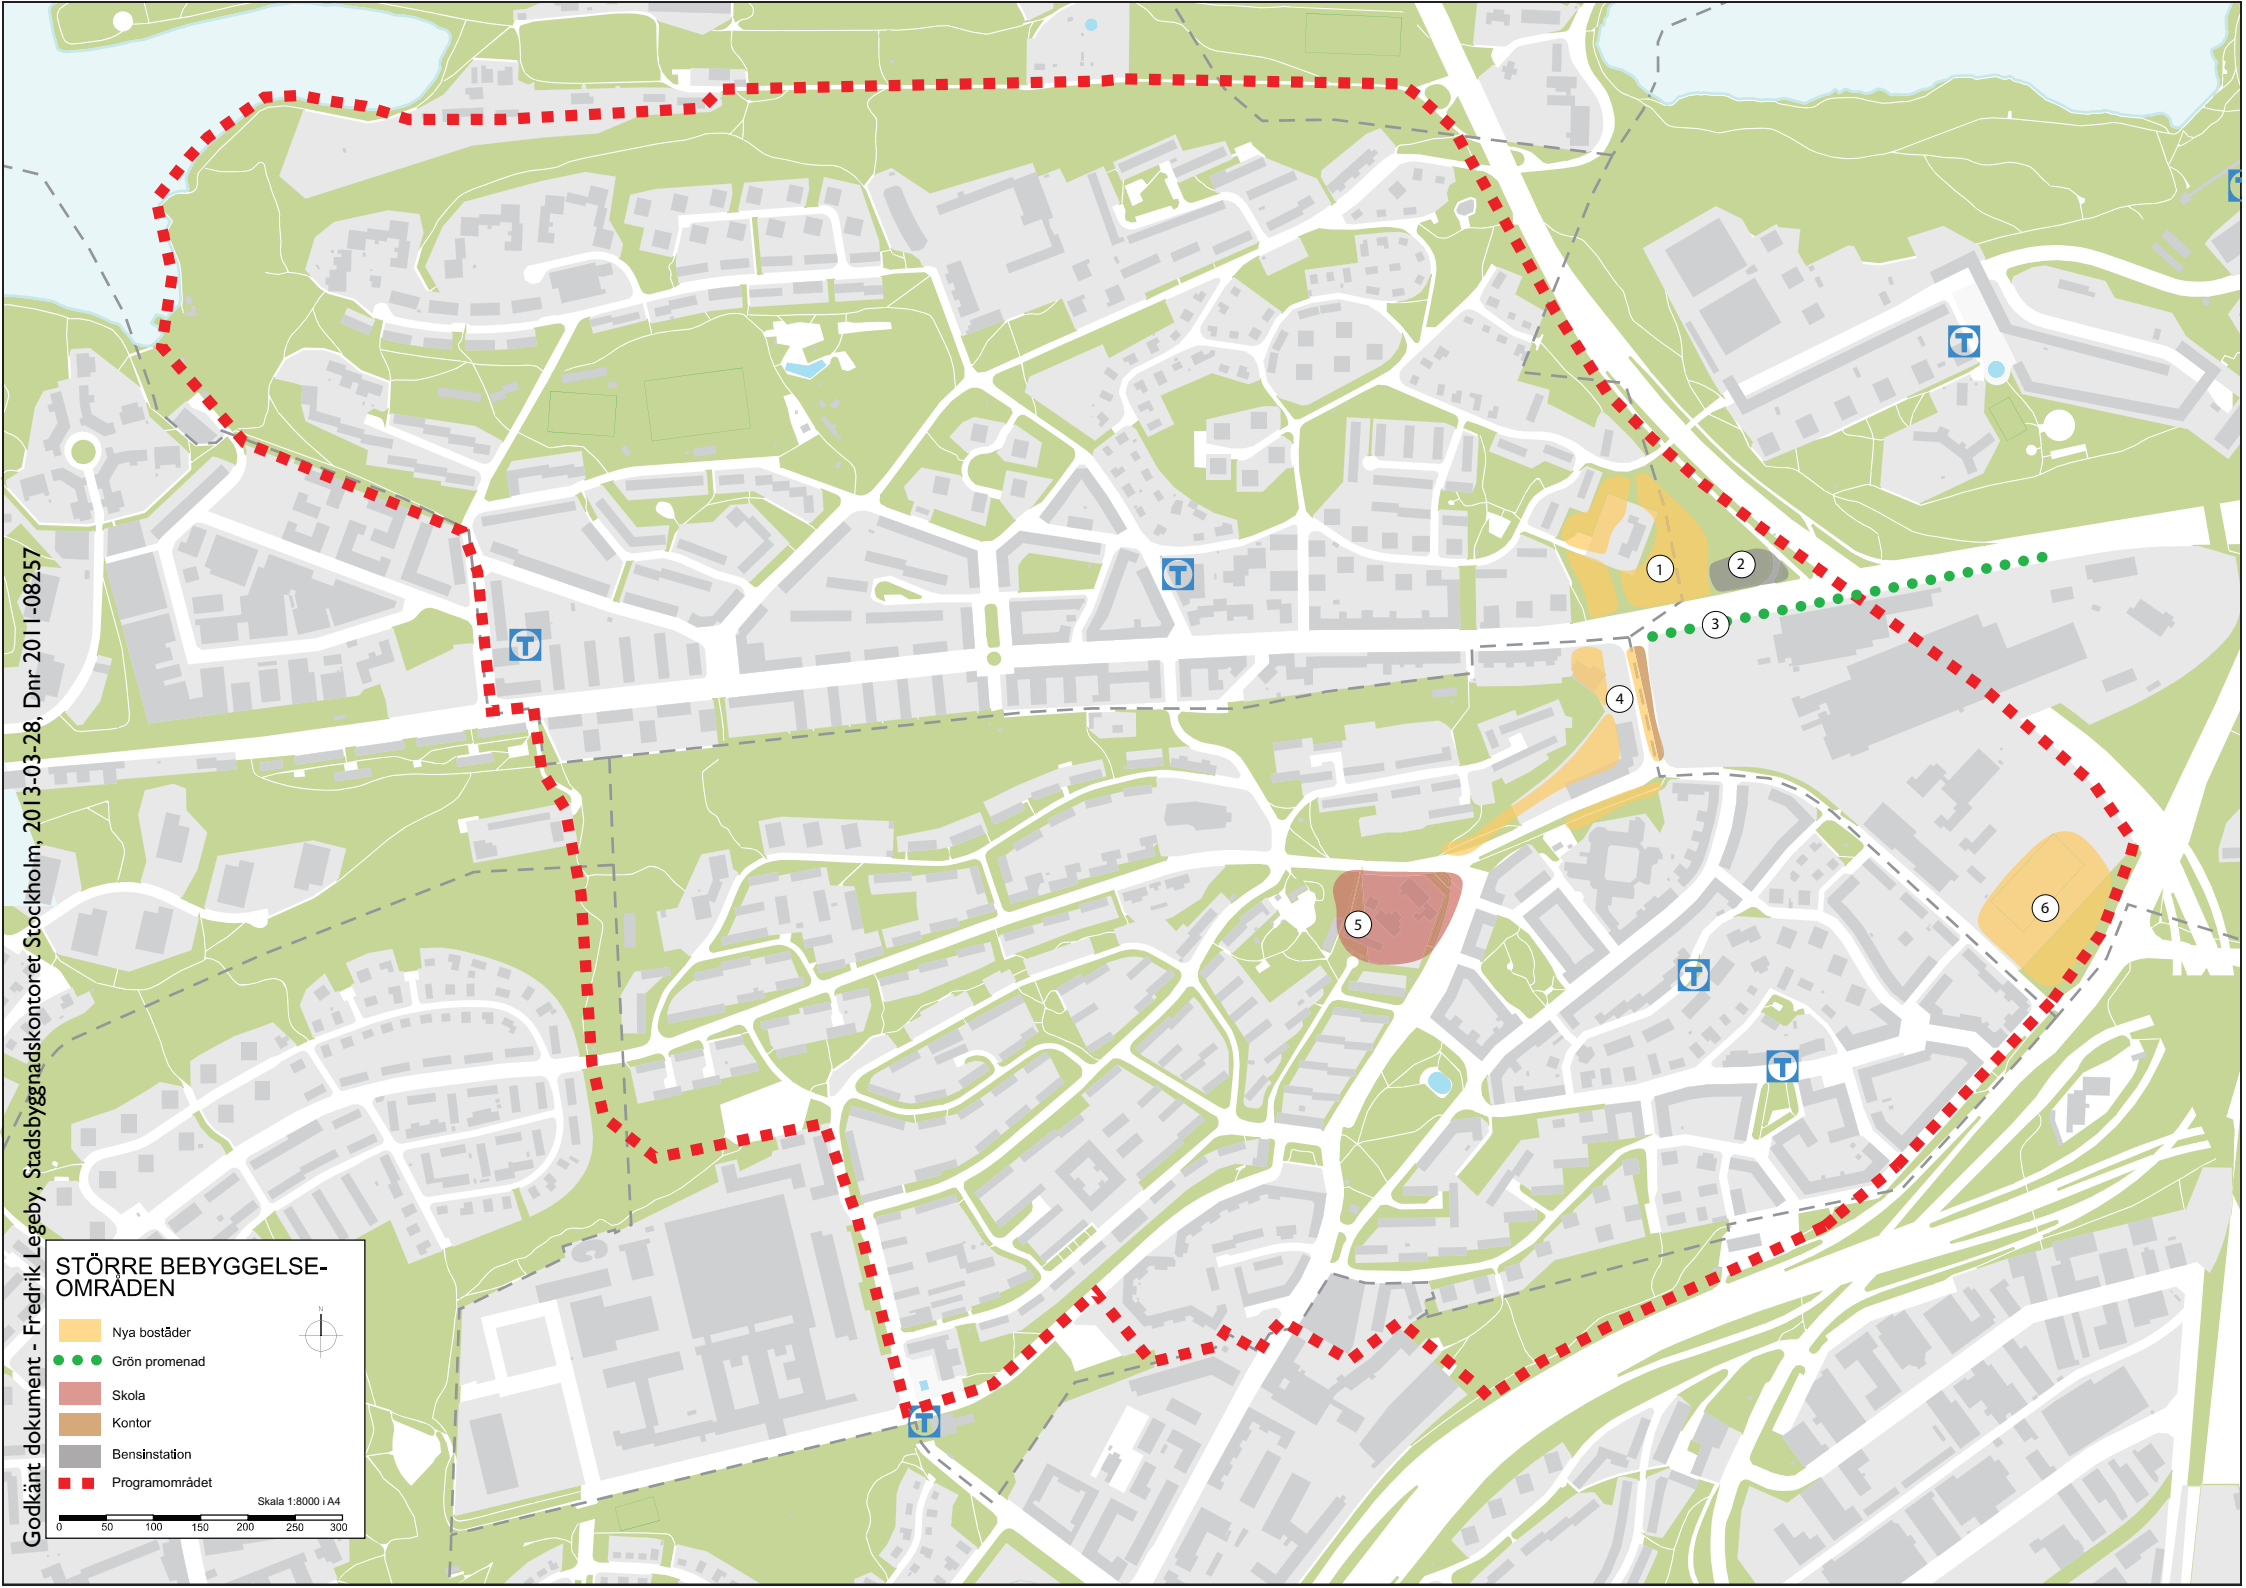 T
T
T
T
T
T
1
2
3
4
5
6
Godkänt dokument - Fredrik Legeby, Stadsbyggnadskontoret Stockholm, 2013-03-28, Dnr 2011-08257
STÖRRE BEBYGGELSE-
OMRÅDEN
N
Nya bostäder
Grön promenad
Skola
Kontor
Bensinstation
Programområdet
Skala 1:8000 i A4
0 50 100 150 200 250 300